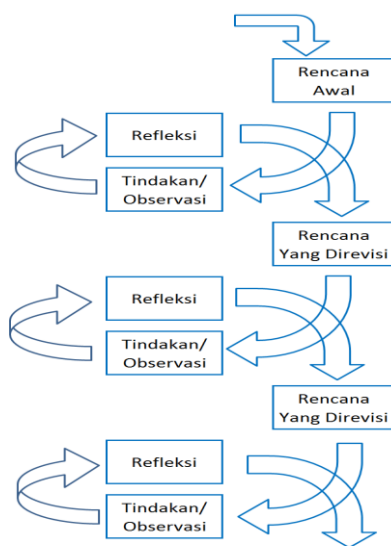 Rencana
Awal
Refleksi
Tindakan/
Observasi
Rencana
Yang Direvisi
Refleksi
Tindakan/
Observasi
Rencana
Yang Direvisi
Refleksi
Tindakan/
Observasi